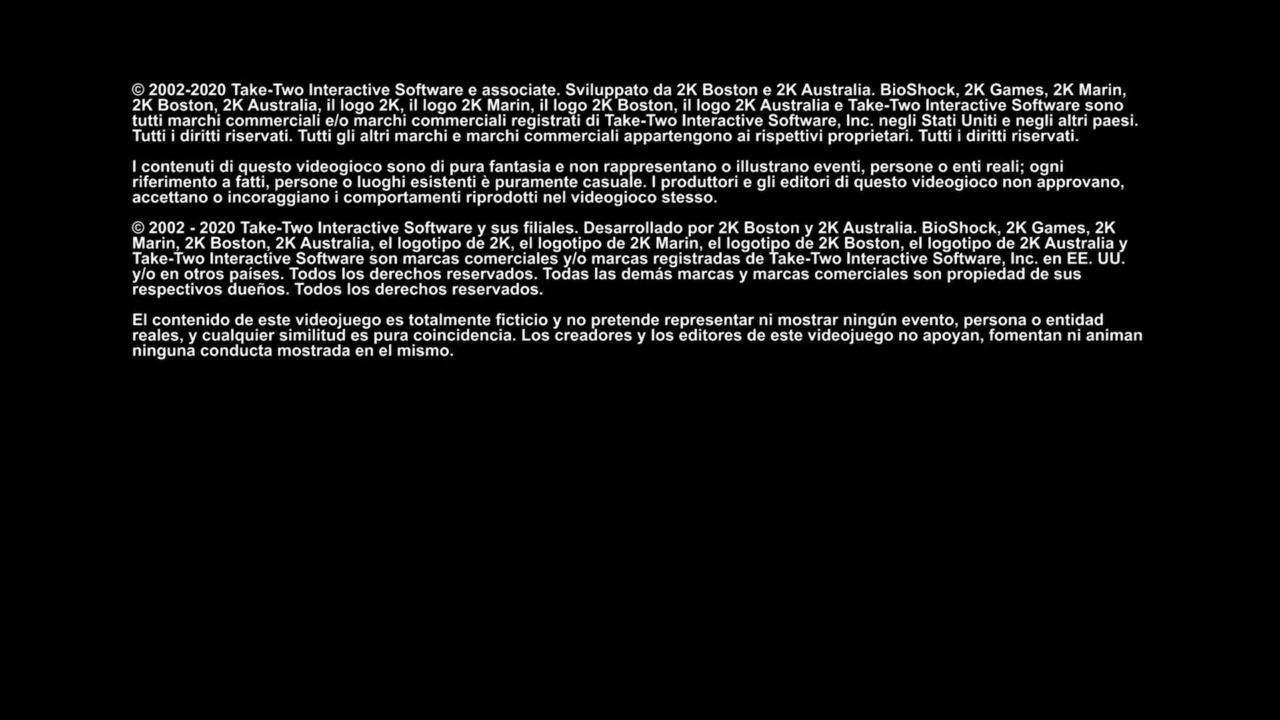 © 2002-2020 Take-Two Interactive Software e associate. Sviluppato da 2K Boston e 2K Australia. BioShock, 2K Games, 2K Marin,
2K Boston, 2K Australia, il logo 2K, il logo 2K Marin, il logo 2K Boston, il logo 2K Australia e Take-Two Interactive Software sono
tutti marchi commerciali e/o marchi commerciali registrati di Take-Two Interactive Software, Inc. negli Stati Uniti e negli altri paesi.
Tutti i diritti riservati. Tutti gli altri marchi e marchi commerciali appartengono ai rispettivi proprietari. Tutti i diritti riservati.
I contenuti di questo videogioco sono di pura fantasia e non rappresentano o illustrano eventi, persone o enti reali; ogni
riferimento a fatti, persone o luoghi esistenti è puramente casuale. I produttori e gli editori di questo videogioco non approvano,
accettano o incoraggiano i comportamenti riprodotti nel videogioco stesso.
© 2002 - 2020 Take-Two Interactive Software y sus filiales. Desarrollado por 2K Boston y 2K Australia. BioShock, 2K Games, 2K
Marin, 2K Boston, 2K Australia, el logotipo de 2K, el logotipo de 2K Marin, el logotipo de 2K Boston, el logotipo de 2K Australia y
Take-Two Interactive Software son marcas comerciales y/o marcas registradas de Take-Two Interactive Software, Inc. en EE. UU.
y/o en otros países. Todos los derechos reservados. Todas las demás marcas y marcas comerciales son propiedad de sus
respectivos dueños. Todos los derechos reservados.
El contenido de este videojuego es totalmente ficticio y no pretende representar ni mostrar ningún evento, persona o entidad
reales, y cualquier similitud es pura coincidencia. Los creadores y los editores de este videojuego no apoyan, fomentan ni animan
ninguna conducta mostrada en el mismo.